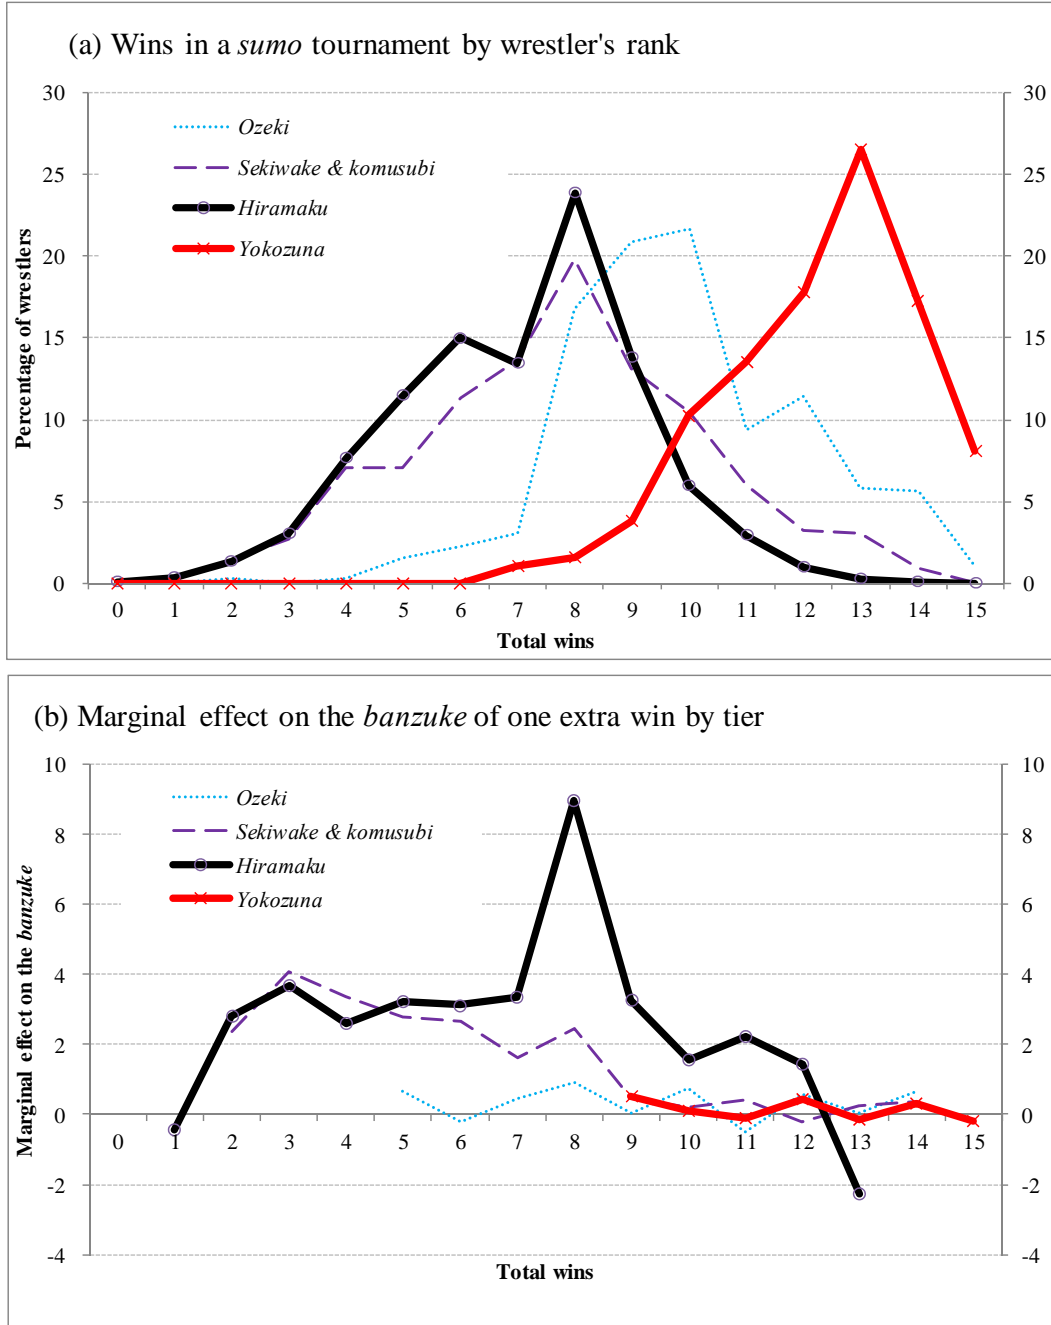 (a) Wins in a sumo tournament by wrestler's rank
30 30
25 25
20 20
15 15
10 10
5 5
0 0
Percentage of wrestlers
Ozeki
Sekiwake & komusubi
Hiramaku
Yokozuna
0 1 2 3 4 5 6 7 8 9 10 11 12 13 14 15
Total wins
(b) Marginal effect on the banzuke of one extra win by tier
10 10
8 8
6 6
4 4
2 2
0 0
-2 -2
-4 -4
Marginal effect on the banzuke
Ozeki
Sekiwake & komusubi
Hiramaku
Yokozuna
0 1 2 3 4 5 6 7 8 9 10 11 12 13 14 15
Total wins